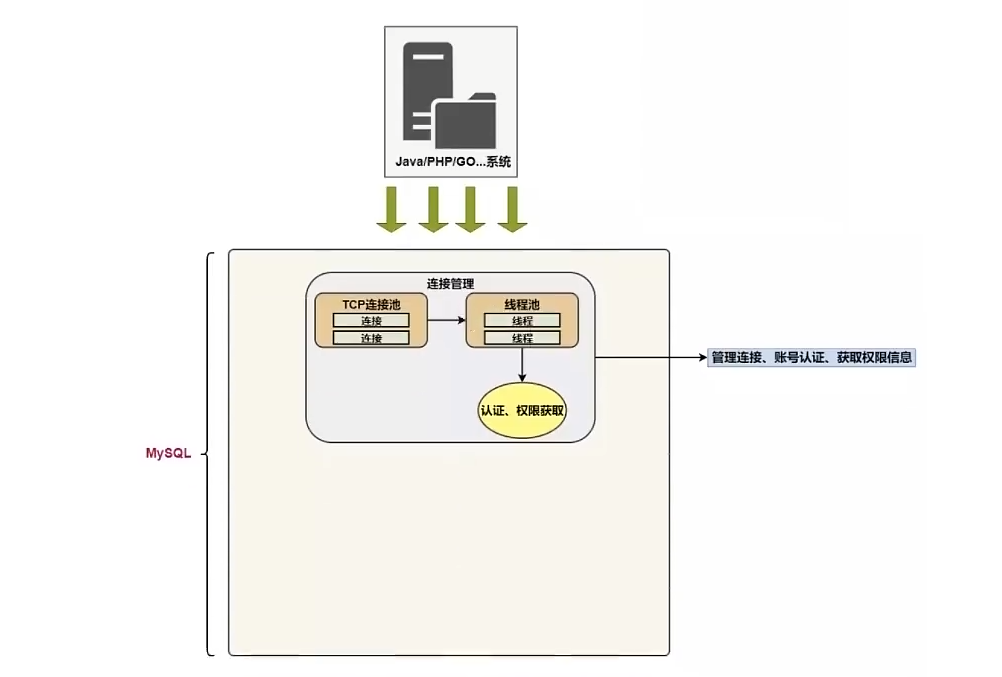 Java/PHP/GO...系统
连接管理
TCP连接池
连接
连接
线程池
线程
线程
认证、权限获取
管理连接、账号认证、获取权限信息
MySQL